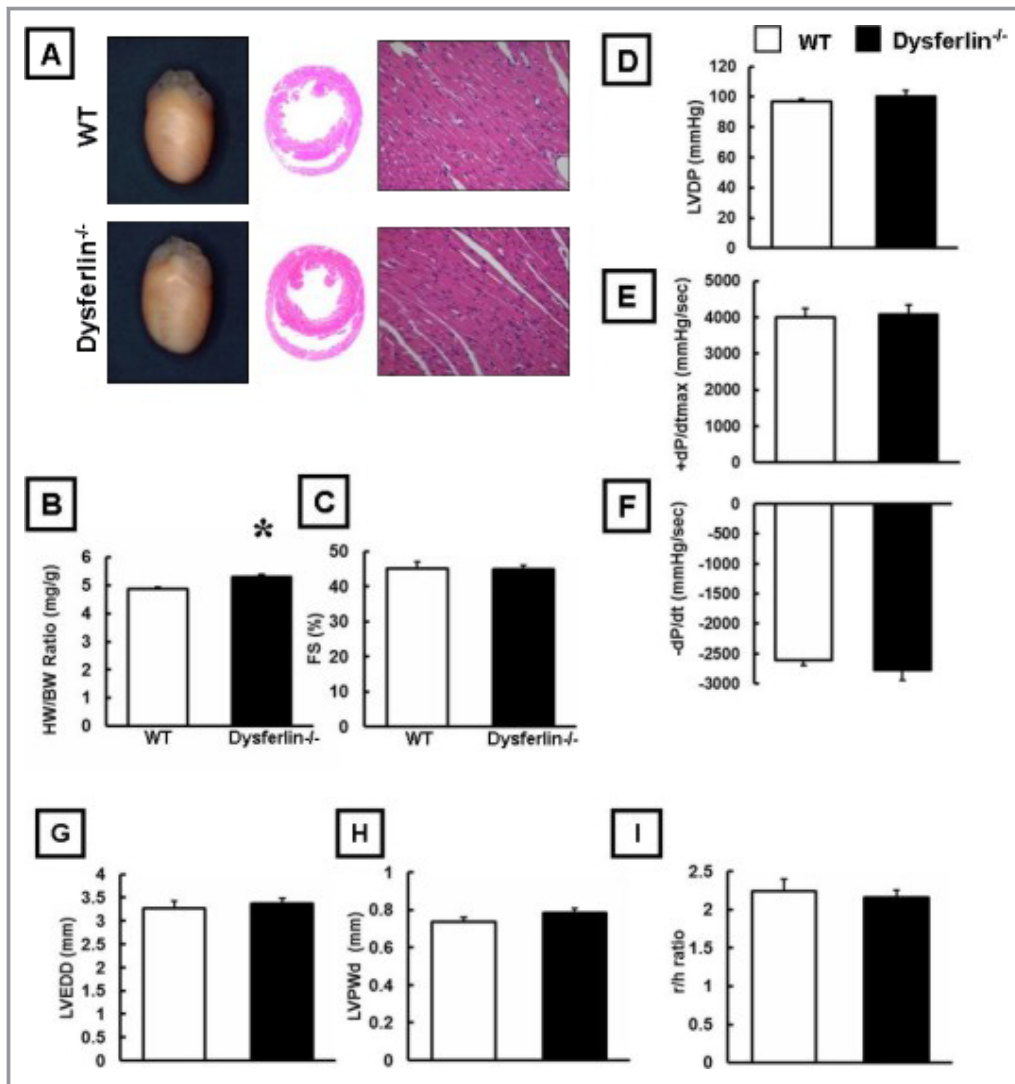 A
WT
Dysferlin-/-
B
*
HW/BW Ratio (mg/g)
6
5
4
3
2
1
0
WT
Dysferlin-/-
C
FS (%)
50
40
30
20
10
0
WT
Dysferlin-/-
WT
Dysferlin-/-
D
LVDP (mmHg)
120
100
80
60
40
20
0
E
+dP/dtmax (mmHg/sec)
5000
4000
3000
2000
1000
0
F
-dP/dt (mmHg/sec)
0
-500
-1000
-1500
-2000
-2500
-3000
G
LVEDD (mm)
4
3.5
3
2.5
2
1.5
1
0.5
0
H
LVPWd (mm)
1
0.8
0.6
0.4
0.2
0
I
r/h ratio
2.5
2
1.5
1
0.5
0